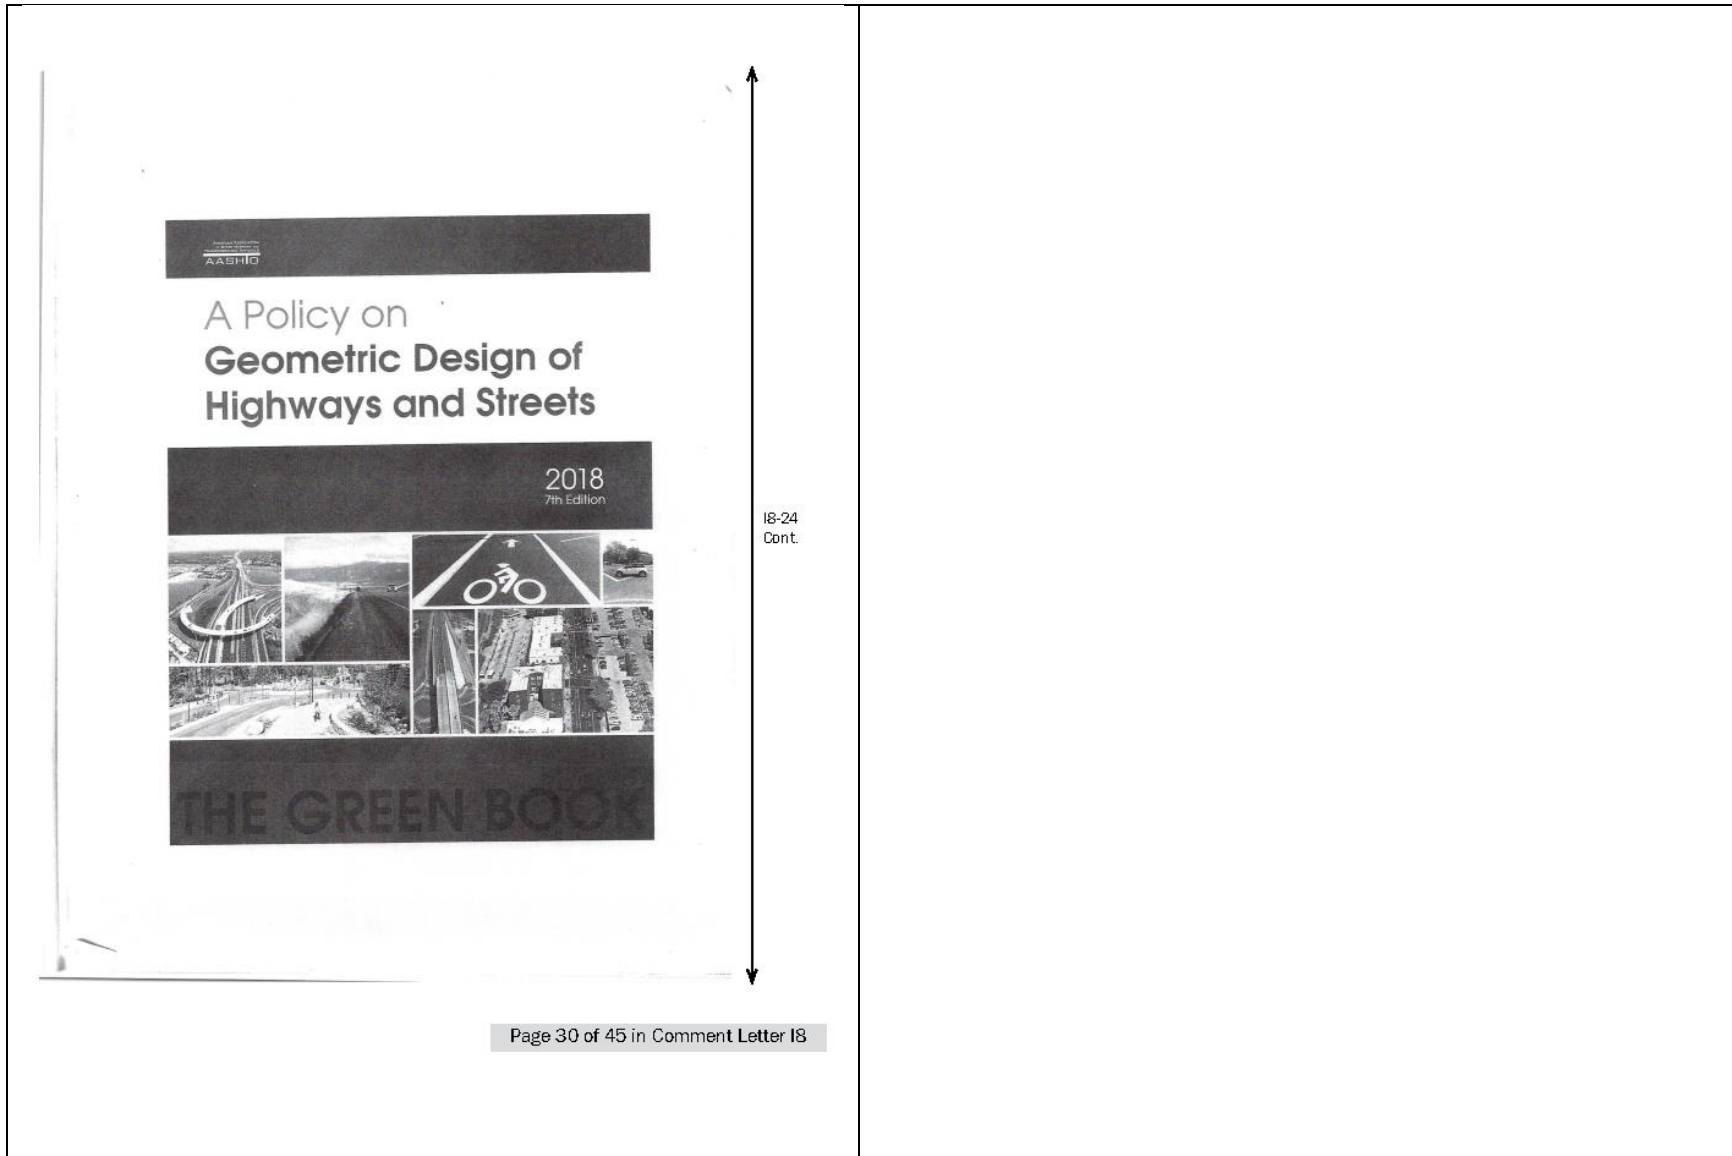 AASHTO
A Policy on
Geometric Design of
Highways and Streets
2018
7th Edition
THE GREEN BOOK
I8-24
Cont.
Page 30 of 45 in Comment Letter I8